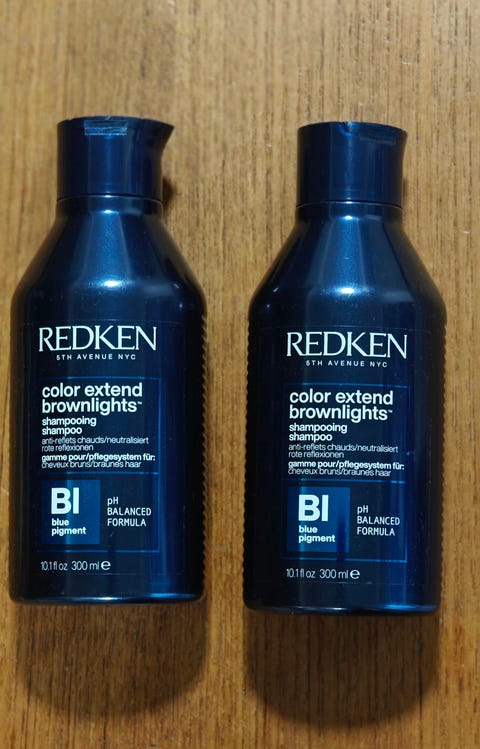 REDKEN
5TH AVENUE NYC
color extend
brownlights™
shampooing
shampoo
anti-reflets chauds/neutralisiert
rote reflexionen
gamme pour/pflegesystem für:
cheveux bruns/braunes haar
BI
blue
pigment
pH
BALANCED
FORMULA
10.1 fl oz 300 ml e
REDKEN
5TH AVENUE NYC
color extend
brownlights™
shampooing
shampoo
anti-reflets chauds/neutralisiert
rote reflexionen
gamme pour/pflegesystem für:
cheveux bruns/braunes haar
BI
blue
pigment
pH
BALANCED
FORMULA
10.1 fl oz 300 ml e